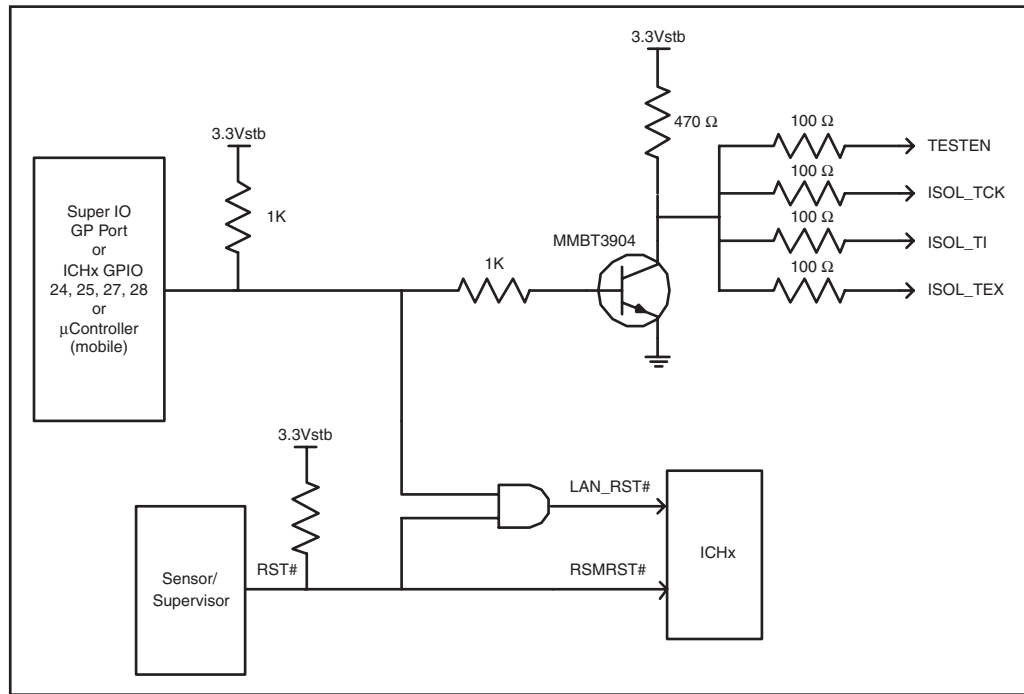 3.3Vstb
470 Ω
100 Ω
TESTEN
100 Ω
ISOL_TCK
100 Ω
ISOL_TI
100 Ω
ISOL_TEX
3.3Vstb
1K
Super IO
GP Port
or
ICHx GPIO
24, 25, 27, 28
or
μController
(mobile)
MMBT3904
1K
3.3Vstb
LAN_RST#
ICHx
RST#
RSMRST#
Sensor/
Supervisor